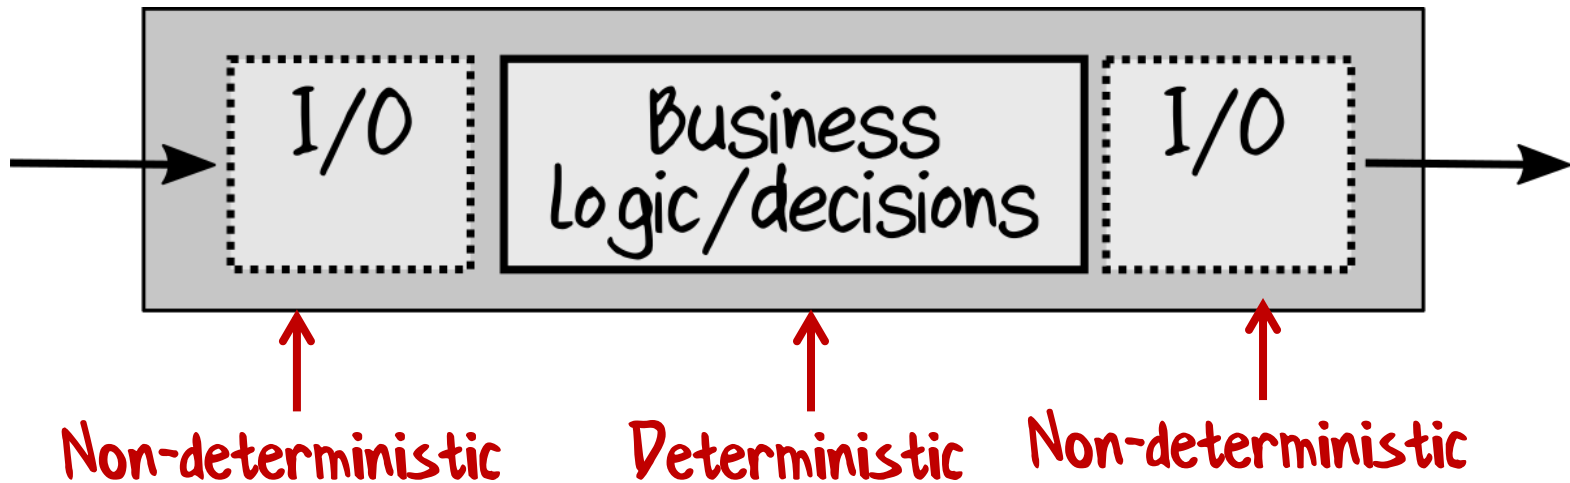 I/O
Business
Logic/decisions
I/O
Non-deterministic
Deterministic
Non-deterministic